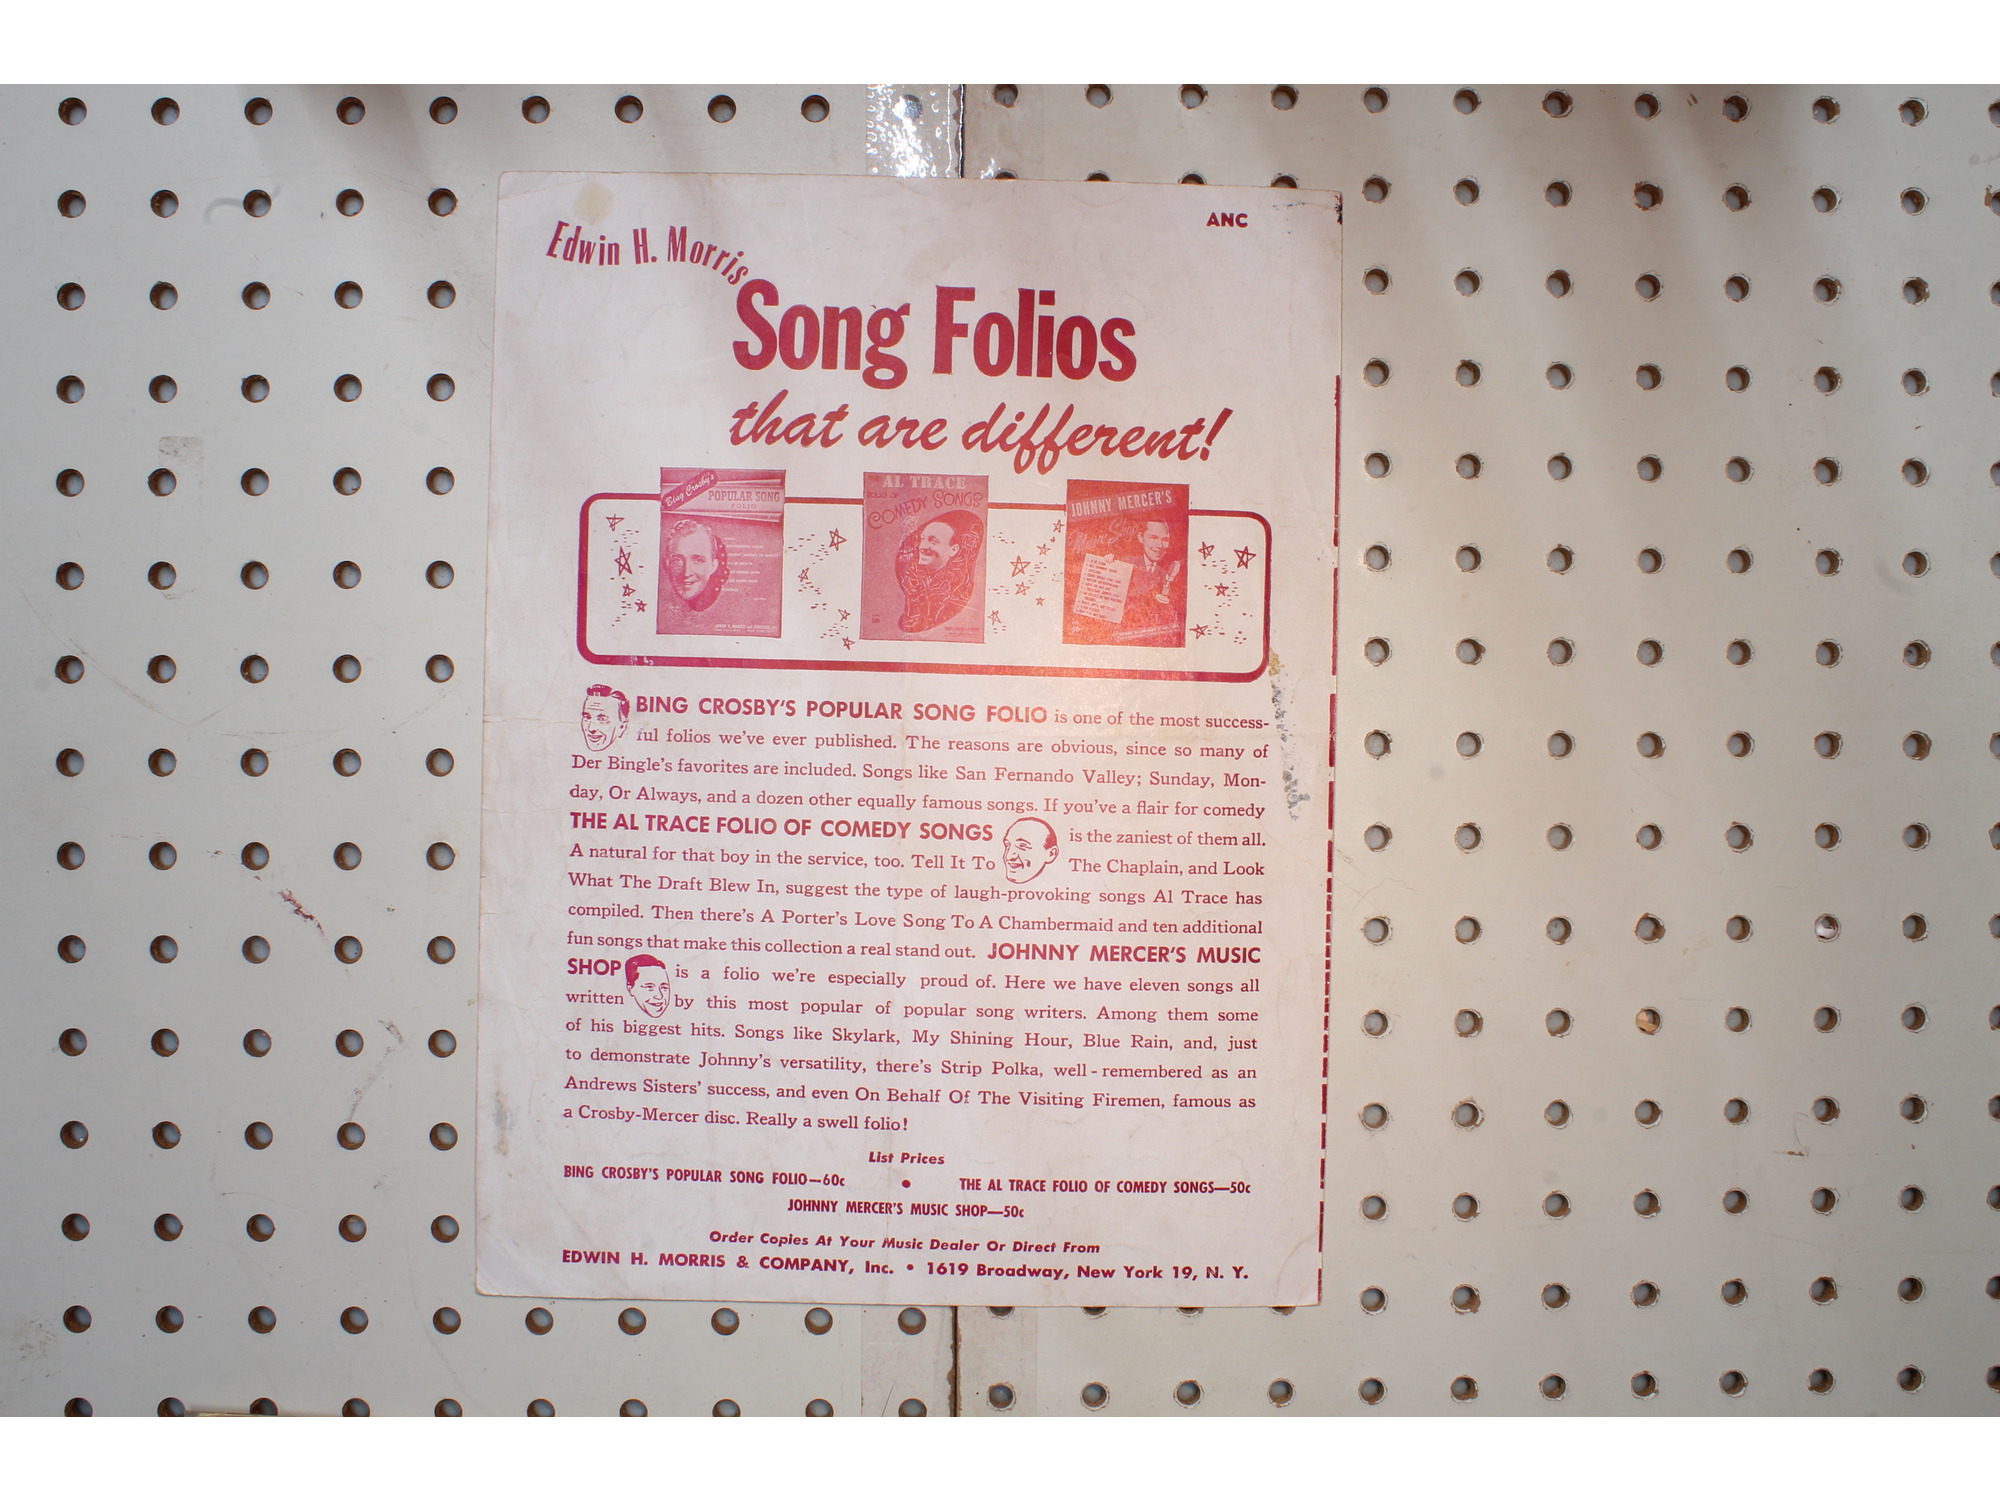 ANC
Edwin H. Morris
Song Folios
that are different!
Bing Crosby's
POPULAR SONG
FOLIO
AL TRACE
COMEDY SONGS
JOHNNY MERCER'S
BING CROSBY'S POPULAR SONG FOLIO is one of the most success-
ful folios we've ever published. The reasons are obvious, since so many of
Der Bingle's favorites are included. Songs like San Fernando Valley; Sunday, Mon-
day, Or Always, and a dozen other equally famous songs. If you've a flair for comedy
THE AL TRACE FOLIO OF COMEDY SONGS is the zaniest of them all.
A natural for that boy in the service, too. Tell It To The Chaplain, and Look
What The Draft Blew In, suggest the type of laugh-provoking songs Al Trace has
compiled. Then there's A Porter's Love Song To A Chambermaid and ten additional
fun songs that make this collection a real stand out. JOHNNY MERCER'S MUSIC
SHOP is a folio we're especially proud of. Here we have eleven songs all
written by this most popular of popular song writers. Among them some
of his biggest hits. Songs like Skylark, My Shining Hour, Blue Rain, and, just
to demonstrate Johnny's versatility, there's Strip Polka, well-remembered as an
Andrews Sisters' success, and even On Behalf Of The Visiting Firemen, famous as
a Crosby-Mercer disc. Really a swell folio!
List Prices
BING CROSBY'S POPULAR SONG FOLIO—60c • THE AL TRACE FOLIO OF COMEDY SONGS—50c
JOHNNY MERCER'S MUSIC SHOP—50c
Order Copies At Your Music Dealer Or Direct From
EDWIN H. MORRIS & COMPANY, Inc. • 1619 Broadway, New York 19, N. Y.